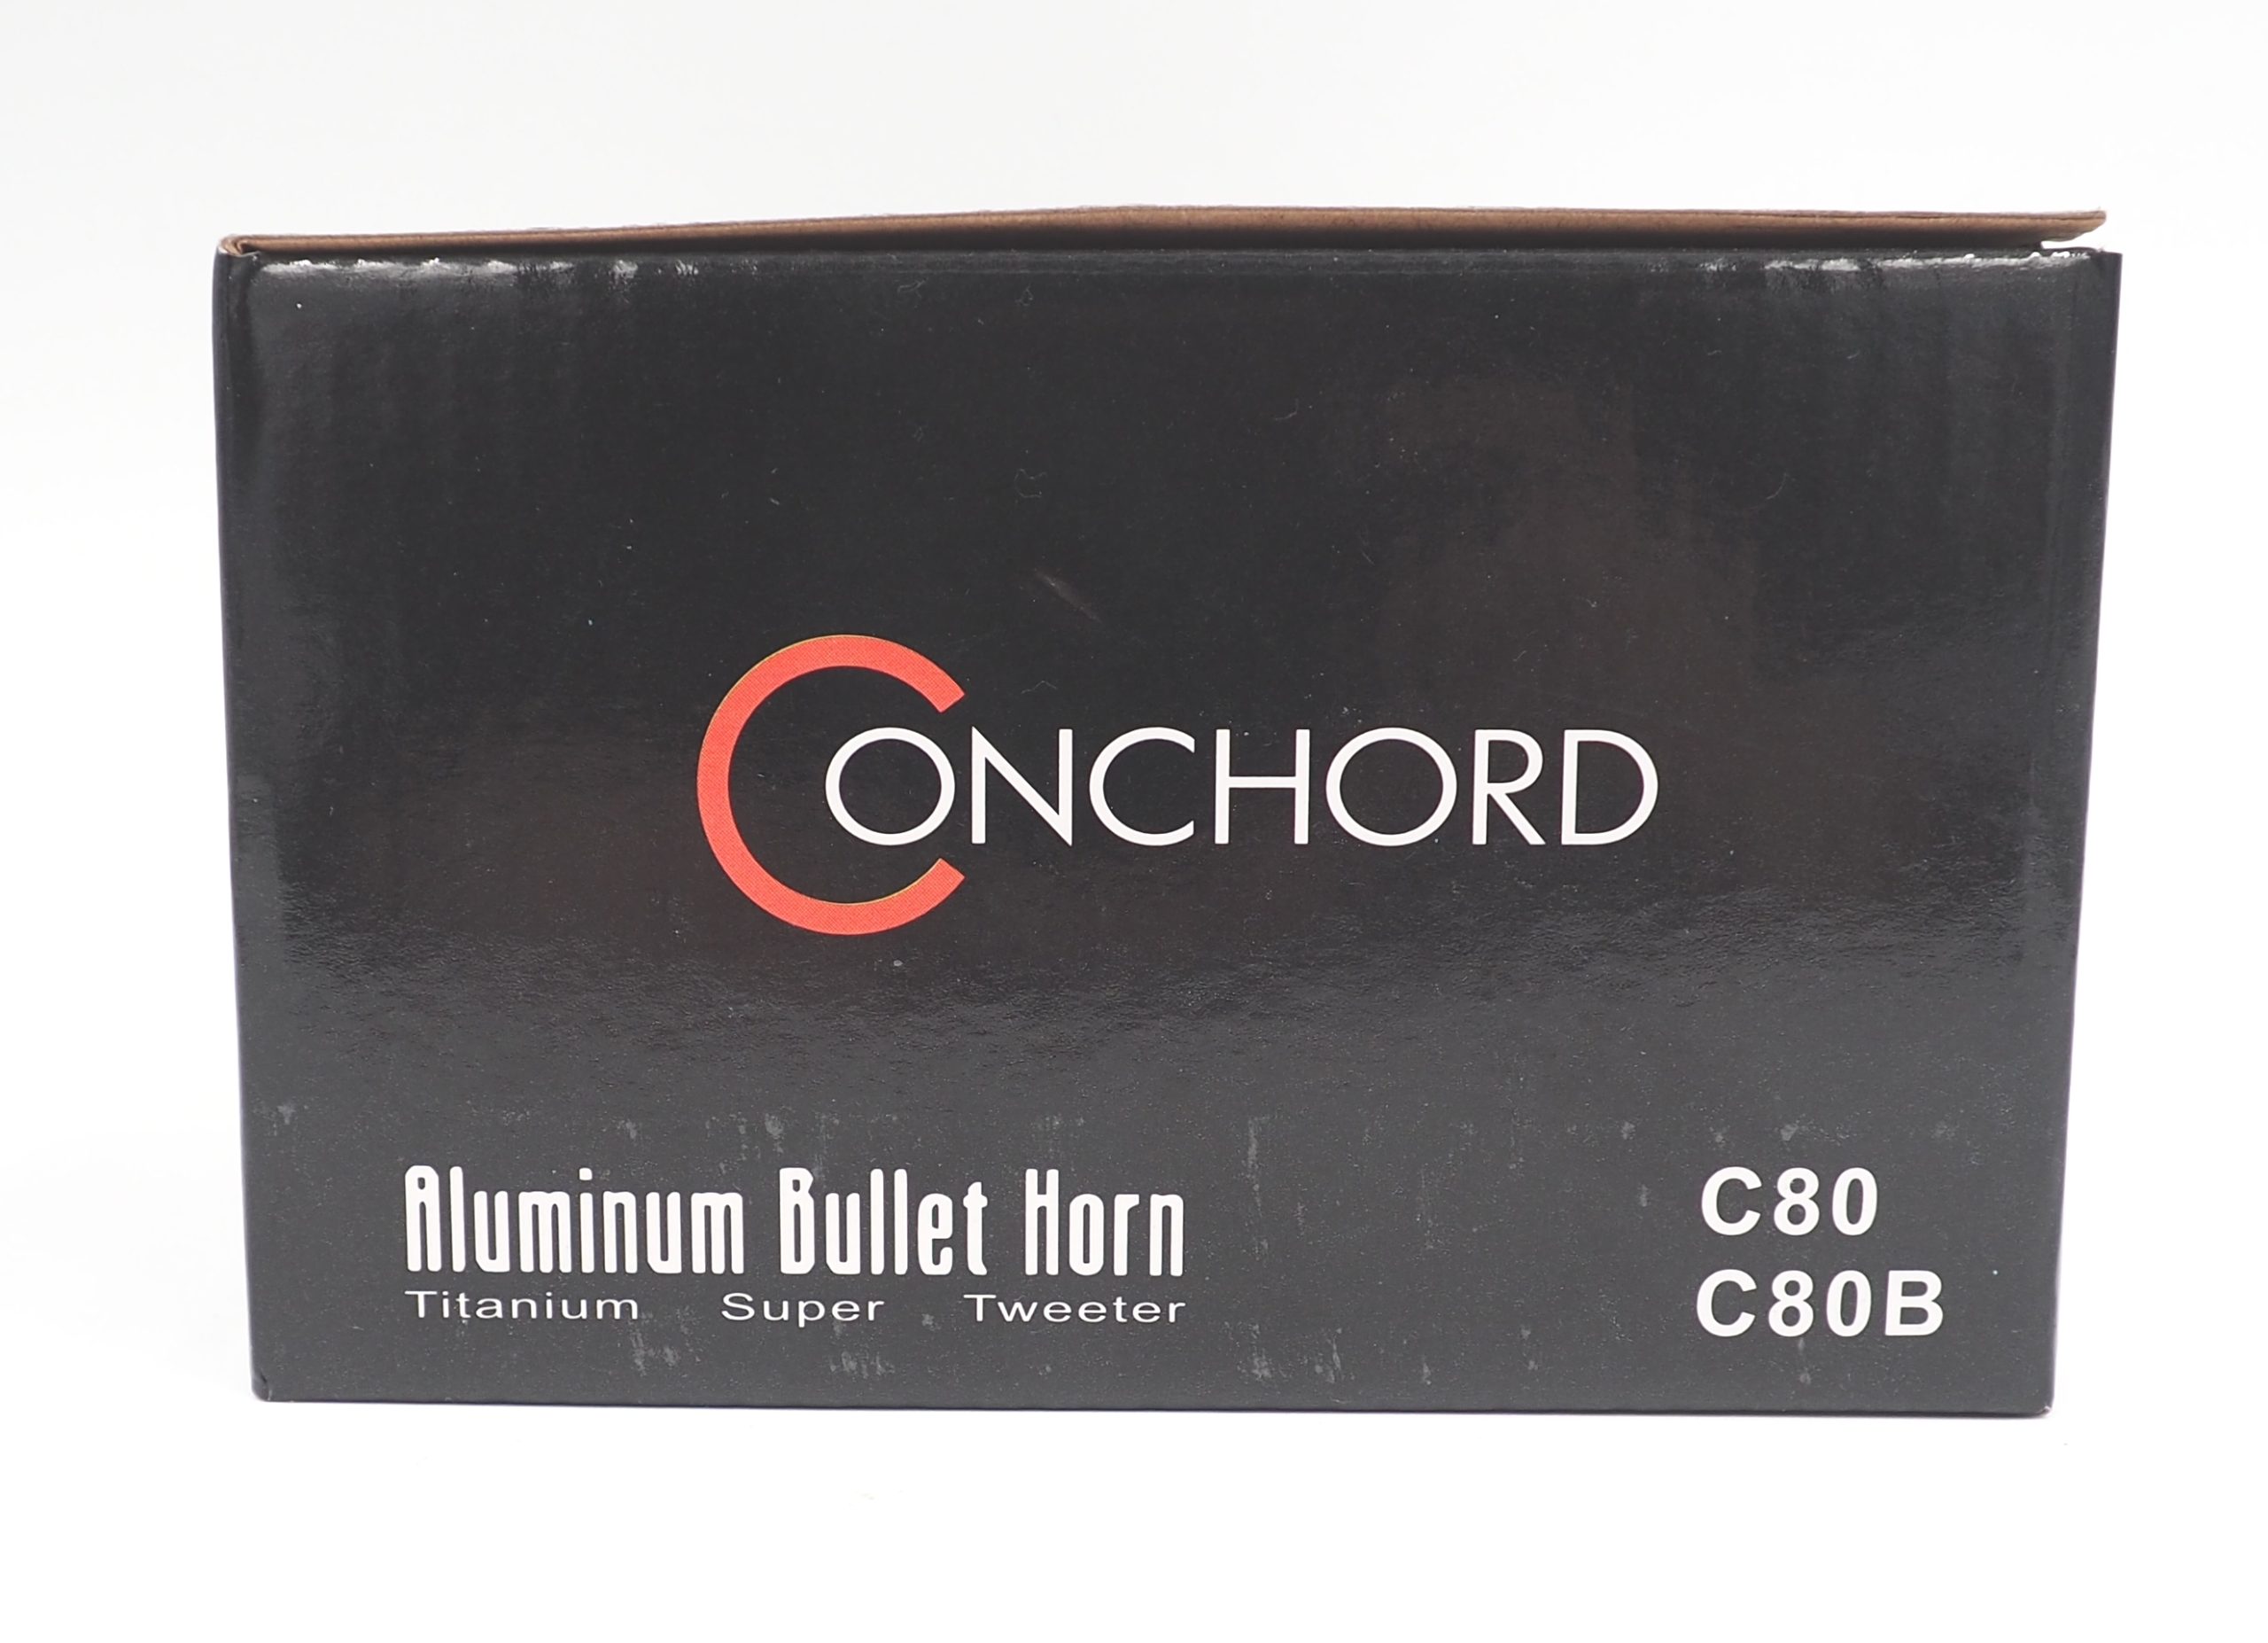 CONCHORD
Aluminum Bullet Horn
Titanium Super Tweeter
C80
C80B